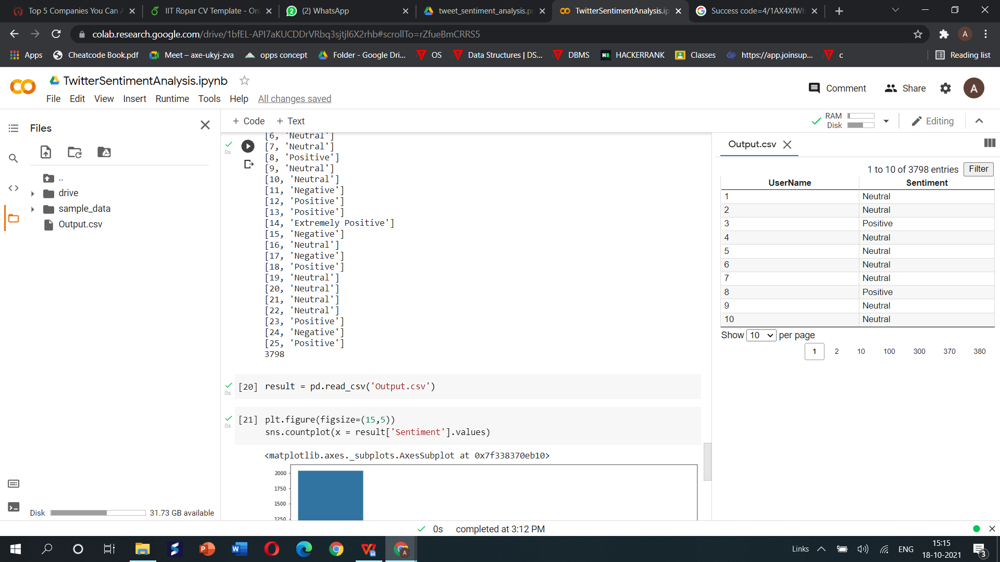 Top 5 Companies You Can A
IIT Ropar CV Template - Onl
(2) WhatsApp
tweet_sentiment_analysis.pd
TwitterSentimentAnalysis.ip
Success code=4/1AX4XfWh
colab.research.google.com/drive/1bfEL-API7aKUCDDrVRbq3sjtjl6X2rhb#scrollTo=rZfueBmCRRS5
A
Apps
Cheatcode Book.pdf
Meet – axe-ukyj-zva
opps concept
Folder - Google Dri...
OS
Data Structures | DS...
DBMS
HACKERRANK
Classes
https://app.joinsup...
c
Reading list
TwitterSentimentAnalysis.ipynb
File Edit View Insert Runtime Tools Help All changes saved
Comment
Share
A
Files
+ Code + Text
RAM
Disk
Editing
..
drive
sample_data
Output.csv
Disk
31.73 GB available
0s
[6, 'Neutral']
[7, 'Neutral']
[8, 'Positive']
[9, 'Neutral']
[10, 'Neutral']
[11, 'Negative']
[12, 'Positive']
[13, 'Positive']
[14, 'Extremely Positive']
[15, 'Negative']
[16, 'Neutral']
[17, 'Negative']
[18, 'Positive']
[19, 'Neutral']
[20, 'Neutral']
[21, 'Neutral']
[22, 'Neutral']
[23, 'Positive']
[24, 'Negative']
[25, 'Positive']
3798
0s
[20] result = pd.read_csv('Output.csv')
0s
[21] plt.figure(figsize=(15,5))
sns.countplot(x = result['Sentiment'].values)
<matplotlib.axes._subplots.AxesSubplot at 0x7f338370eb10>
2000
1750
1500
1250
Output.csv
1 to 10 of 3798 entries Filter
UserName Sentiment
1 Neutral
2 Neutral
3 Positive
4 Neutral
5 Neutral
6 Neutral
7 Neutral
8 Positive
9 Neutral
10 Neutral
Show 10 per page
1 2 10 100 300 370 380
0s completed at 3:12 PM
Links
ENG
15:15
18-10-2021
3